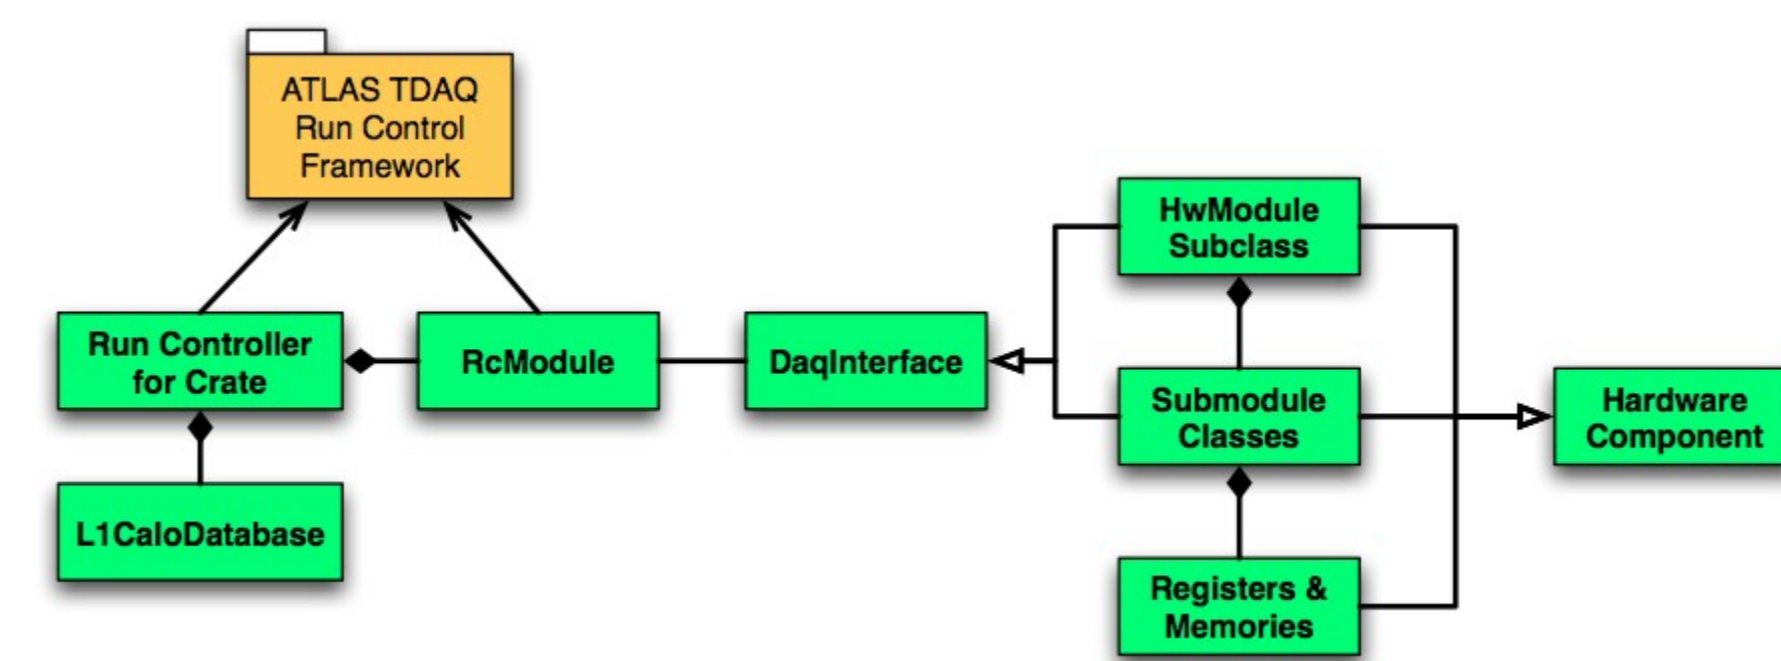 ATLAS TDAQ
Run Control
Framework
HwModule
Subclass
Run Controller
for Crate
RcModule
DaqInterface
Submodule
Classes
Hardware
Component
L1CaloDatabase
Registers &
Memories